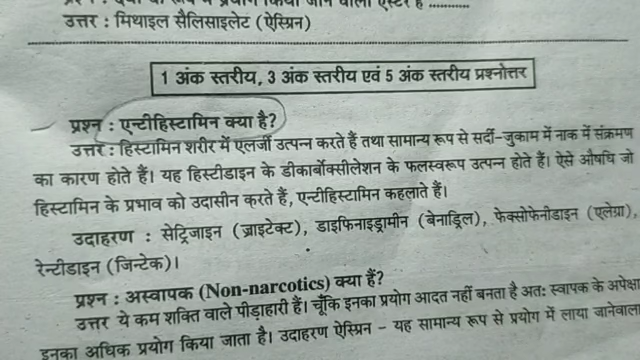 के रूप में प्रयोग किया जाने वाला एस्टर है ...........
उत्तर : मिथाइल सैलिसाइलेट (ऐस्प्रिन)
1 अंक स्तरीय, 3 अंक स्तरीय एवं 5 अंक स्तरीय प्रश्नोत्तर
प्रश्न : एन्टीहिस्टामिन क्या है?
उत्तर : हिस्टामिन शरीर में एलर्जी उत्पन्न करते हैं तथा सामान्य रूप से सर्दी-जुकाम में नाक में संक्रमण
का कारण होते हैं। यह हिस्टीडाइन के डीकार्बोक्सीलेशन के फलस्वरूप उत्पन्न होते हैं। ऐसे औषधि जो
हिस्टामिन के प्रभाव को उदासीन करते हैं, एन्टीहिस्टामिन कहलाते हैं।
उदाहरण : सेट्रिजाइन (ज़ाइटेक्ट), डाइफिनाइड्रामीन (बेनाड्रिल), फेक्सोफेनीडाइन (एलेग्रा),
रेन्टीडाइन (जिन्टेक)।
प्रश्न : अस्वापक (Non-narcotics) क्या हैं?
उत्तर ये कम शक्ति वाले पीड़ाहारी हैं। चूँकि इनका प्रयोग आदत नहीं बनता है अतः स्वापक के अपेक्षा
इनका अधिक प्रयोग किया जाता है। उदाहरण ऐस्प्रिन – यह सामान्य रूप से प्रयोग में लाया जानेवाला